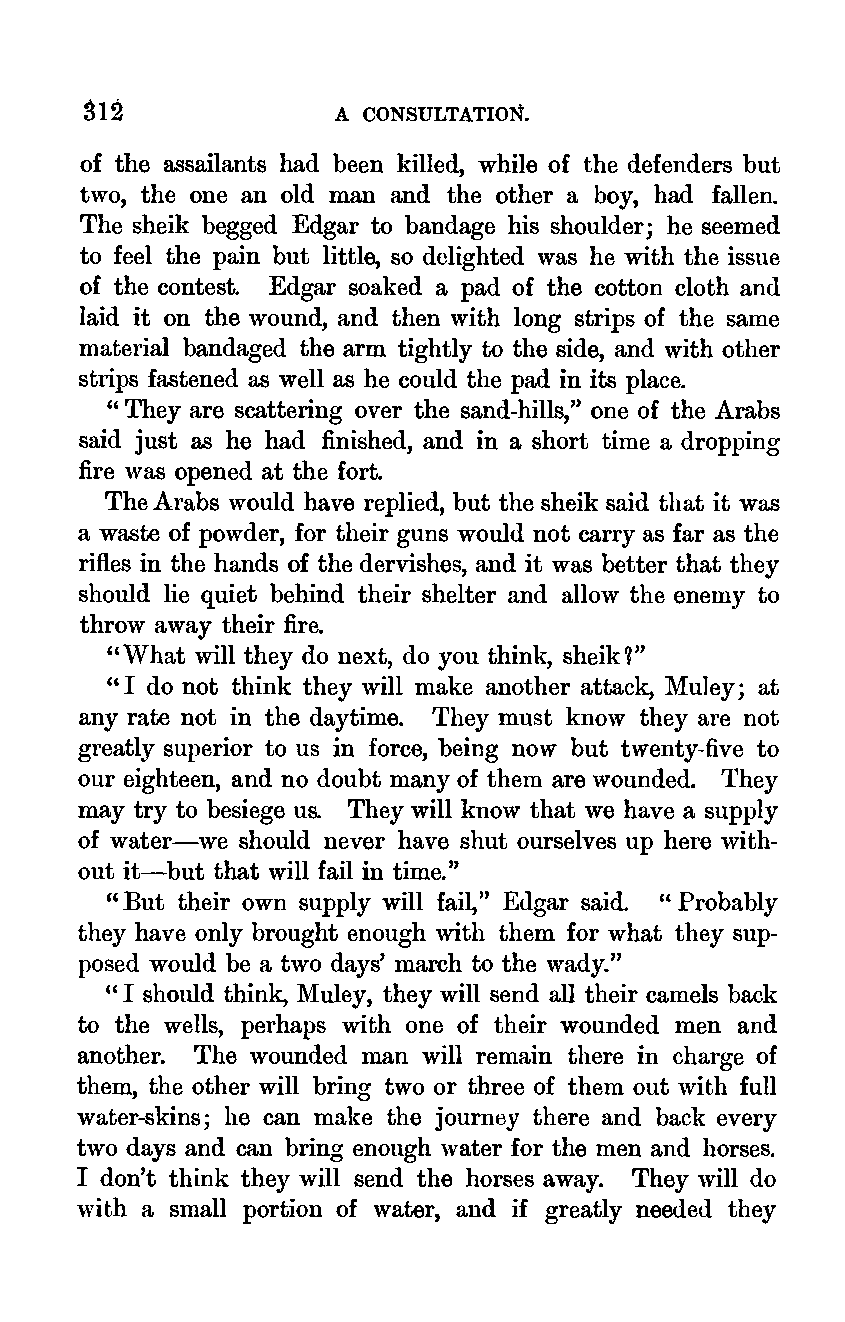 312 A CONSULTATION.
of the assailants had been killed, while of the defenders but
two, the one an old man and the other a boy, had fallen.
The sheik begged Edgar to bandage his shoulder; he seemed
to feel the pain but little, so delighted was he with the issue
of the contest. Edgar soaked a pad of the cotton cloth and
laid it on the wound, and then with long strips of the same
material bandaged the arm tightly to the side, and with other
strips fastened as well as he could the pad in its place.
“They are scattering over the sand-hills,” one of the Arabs
said just as he had finished, and in a short time a dropping
fire was opened at the fort.
The Arabs would have replied, but the sheik said that it was
a waste of powder, for their guns would not carry as far as the
rifles in the hands of the dervishes, and it was better that they
should lie quiet behind their shelter and allow the enemy to
throw away their fire.
“What will they do next, do you think, sheik?”
“I do not think they will make another attack, Muley; at
any rate not in the daytime. They must know they are not
greatly superior to us in force, being now but twenty-five to
our eighteen, and no doubt many of them are wounded. They
may try to besiege us. They will know that we have a supply
of water—we should never have shut ourselves up here with-
out it—but that will fail in time.”
“But their own supply will fail,” Edgar said. “Probably
they have only brought enough with them for what they sup-
posed would be a two days’ march to the wady.”
“I should think, Muley, they will send all their camels back
to the wells, perhaps with one of their wounded men and
another. The wounded man will remain there in charge of
them, the other will bring two or three of them out with full
water-skins; he can make the journey there and back every
two days and can bring enough water for the men and horses.
I don’t think they will send the horses away. They will do
with a small portion of water, and if greatly needed they